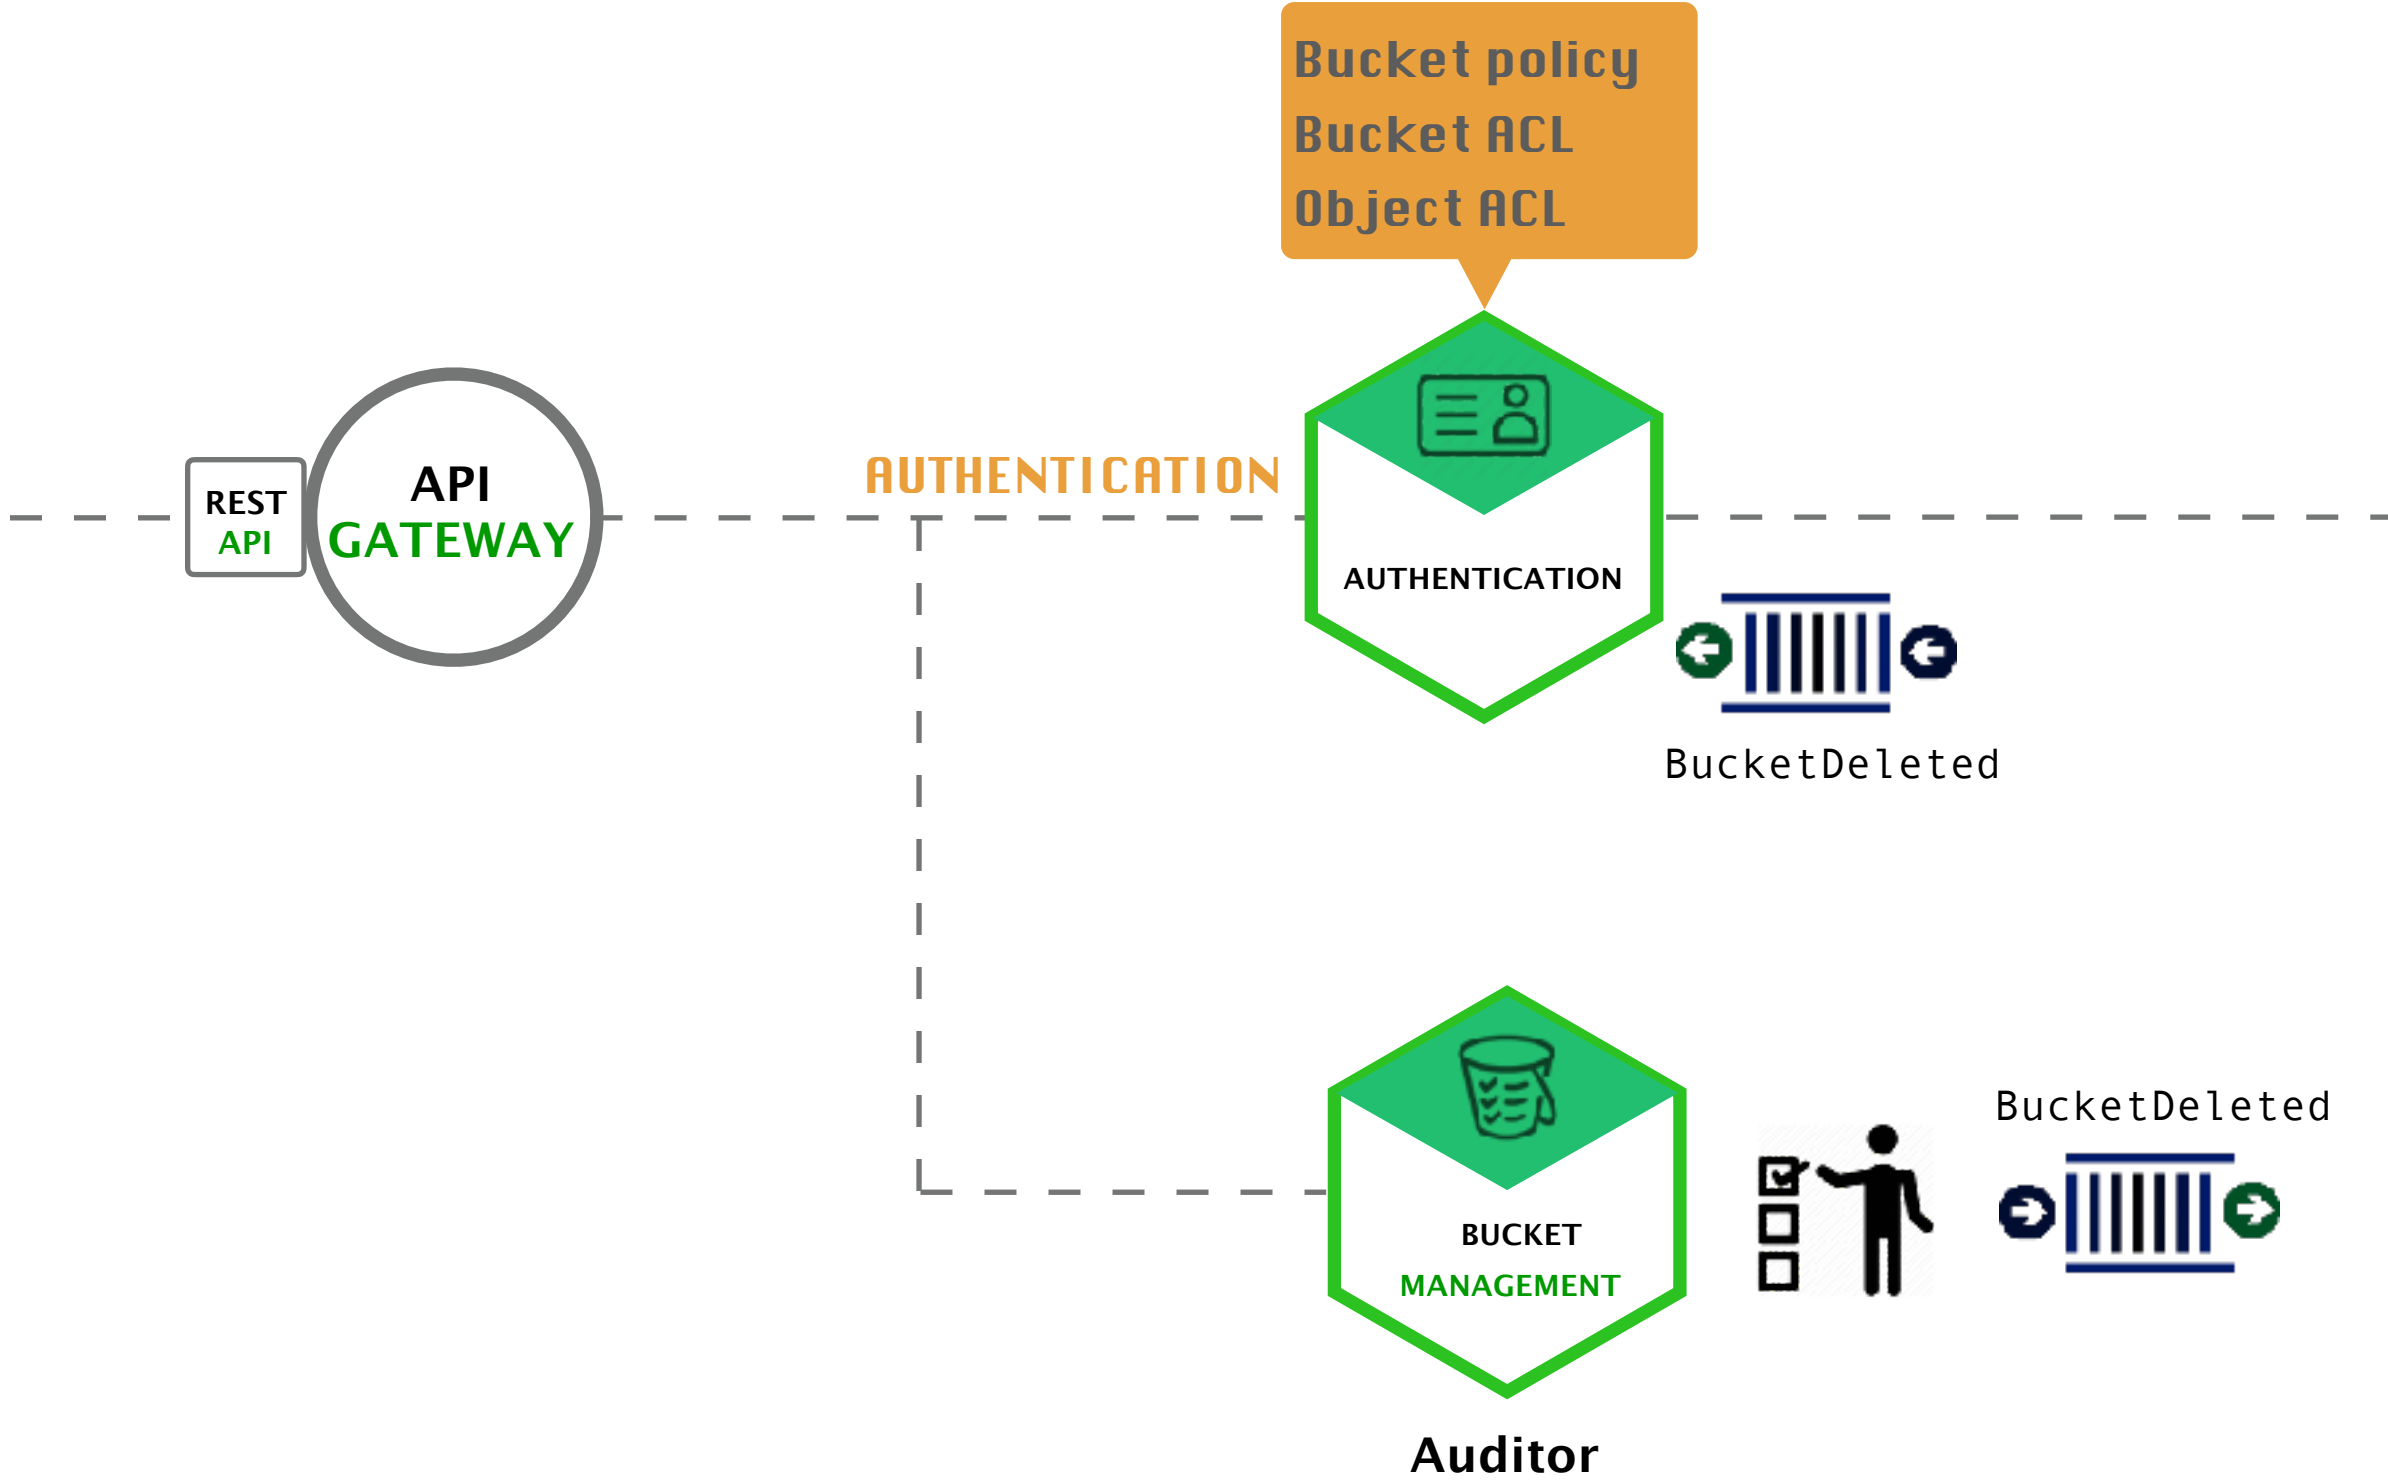 Bucket policy
Bucket ACL
Object ACL
REST
API
API
GATEWAY
AUTHENTICATION
AUTHENTICATION
BucketDeleted
BUCKET
MANAGEMENT
BucketDeleted
Auditor